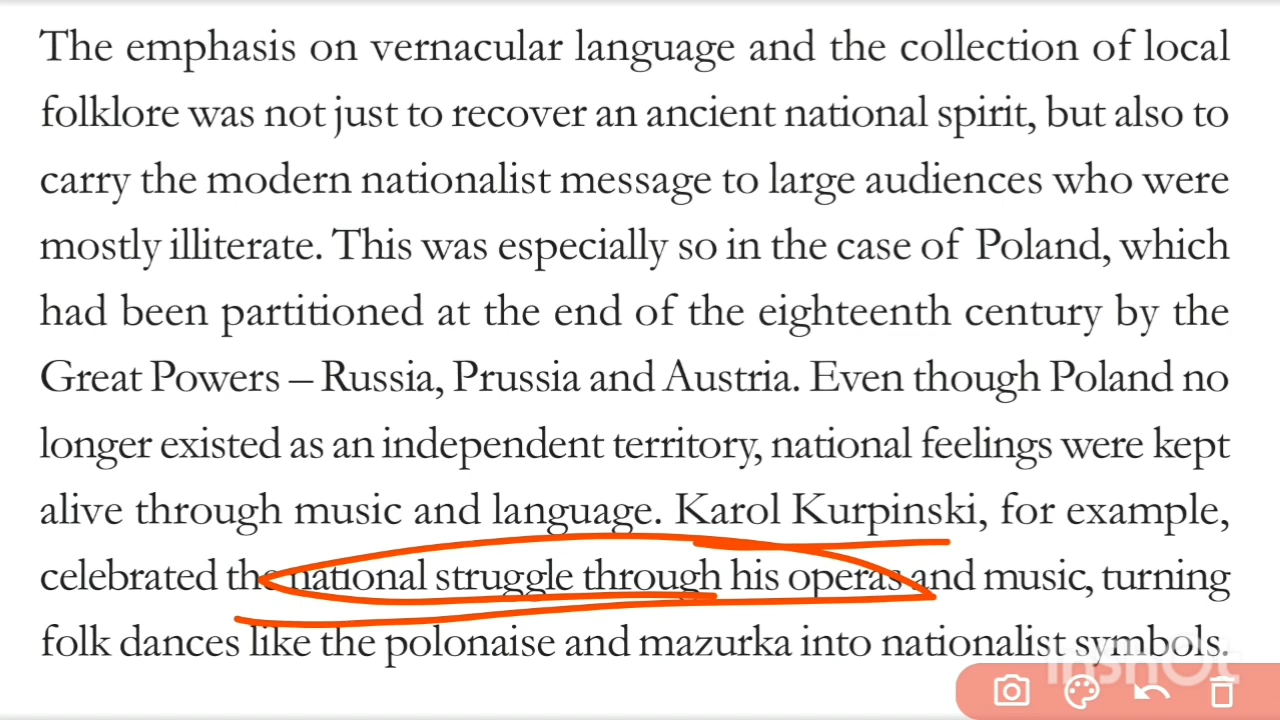 The emphasis on vernacular language and the collection of local
folklore was not just to recover an ancient national spirit, but also to
carry the modern nationalist message to large audiences who were
mostly illiterate. This was especially so in the case of Poland, which
had been partitioned at the end of the eighteenth century by the
Great Powers – Russia, Prussia and Austria. Even though Poland no
longer existed as an independent territory, national feelings were kept
alive through music and language. Karol Kurpinski, for example,
celebrated the national struggle through his operas and music, turning
folk dances like the polonaise and mazurka into nationalist symbols.
InShOt